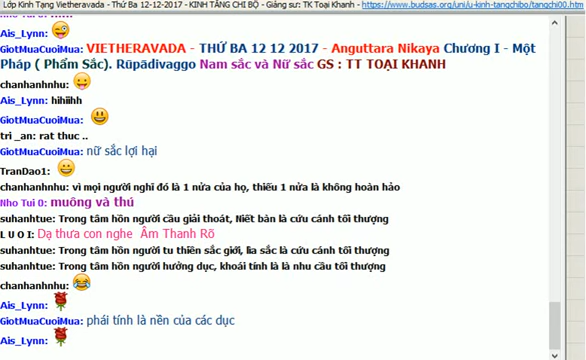 Lớp Kinh Tạng Vietheravada - Thứ Ba 12-12-2017 - KINH TĂNG CHI BỘ - Giảng sư: TK Toại Khanh - https://www.budsas.org/uni/u-kinh-tangchibo/tangchi00.htm
Ais_Lynn:
GiotMuaCuoiMua: VIETHERAVADA - THỨ BA 12 12 2017 - Anguttara Nikaya Chương I - Một
Pháp ( Phẩm Sắc). Rūpādivaggo Nam sắc và Nữ sắc GS : TT TOẠI KHANH
chanhanhnhu:
Ais_Lynn: hihiihh
GiotMuaCuoiMua:
tri _an: rat thuc ..
GiotMuaCuoiMua: nữ sắc lợi hại
TranDao1:
chanhanhnhu: vì mọi người nghĩ đó là 1 nửa của họ, thiếu 1 nửa là không hoàn hảo
Nho Tui 0: muông và thú
suhanhtue: Trong tâm hồn người cầu giải thoát, Niết bàn là cứu cánh tối thượng
L U O I: Dạ thưa con nghe Âm Thanh Rõ
suhanhtue: Trong tâm hồn người tu thiền sắc giới, lìa sắc là cứu cánh tối thượng
suhanhtue: Trong tâm hồn người hưởng dục, khoái tính là là nhu cầu tối thượng
chanhanhnhu:
Ais_Lynn:
GiotMuaCuoiMua: phái tính là nền của các dục
Ais_Lynn: